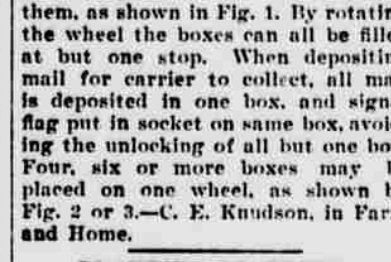 them, as shown in Fig. 1. By rotatin
the wheel the boxes can all be fille
at but one stop. When depositin
mail for carrier to collect, all ma
is deposited in one box, and sign
flag put in socket on same box, avoid
ing the unlocking of all but one bo
Four, six or more boxes may b
placed on one wheel, as shown i
Fig. 2 or 3.—C. E. Knudson, in Far
and Home.